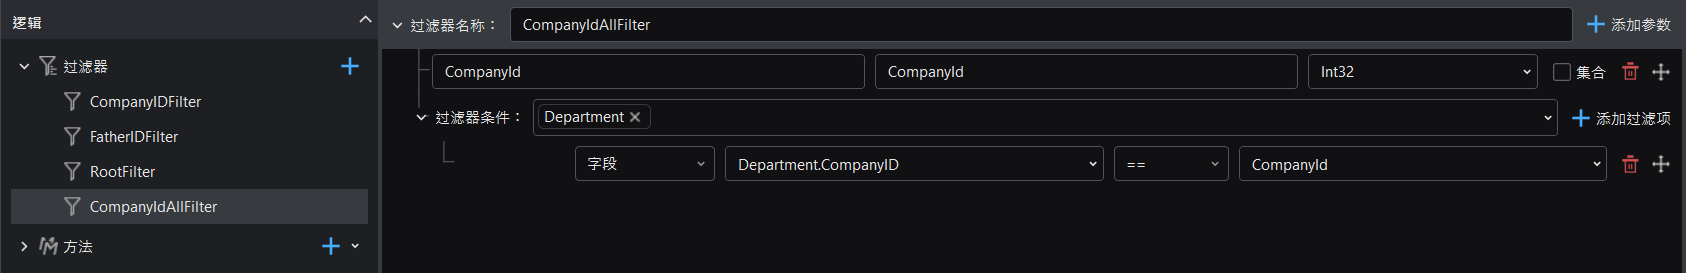 逻辑
过滤器
CompanyIDFilter
FatherIDFilter
RootFilter
CompanyIdAllFilter
方法
过滤器名称： CompanyIdAllFilter 添加参数
CompanyId CompanyId Int32 集合
过滤器条件： Department 添加过滤项
字段 Department.CompanyID == CompanyId